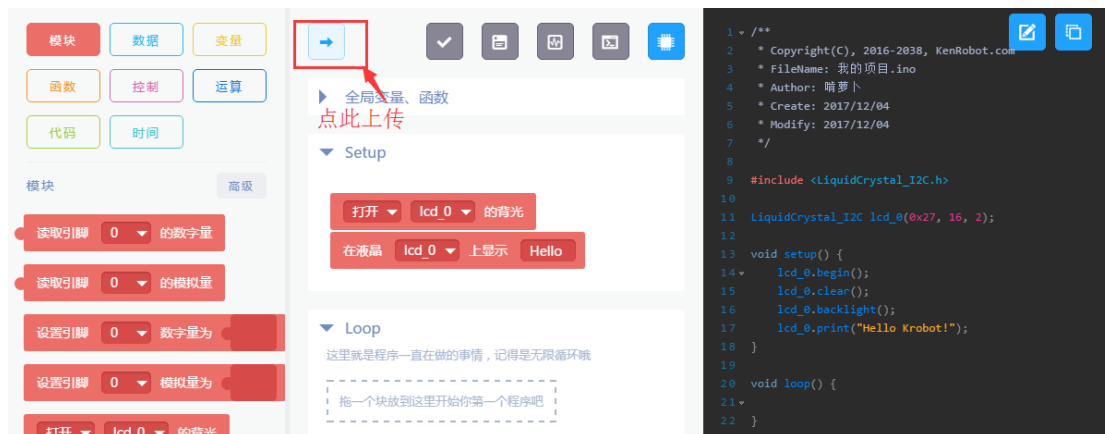 模块 数据 变量
函数 控制 运算
代码 时间
模块 高级
读取引脚 0 的数字量
读取引脚 0 的模拟量
设置引脚 0 数字量为
设置引脚 0 模拟量为
打开 lcd_0 的背光
点此上传
全局变量、函数
Setup
打开 lcd_0 的背光
在液晶 lcd_0 上显示 Hello
Loop
这里就是程序一直在做的事情，记得是无限循环哦
拖一个块放到这里开始你第一个程序吧
1 /**
2 * Copyright(C), 2016-2038, KenRobot.com
3 * FileName: 我的项目.ino
4 * Author: 啃萝卜
5 * Create: 2017/12/04
6 * Modify: 2017/12/04
7 */
8
9 #include <LiquidCrystal_I2C.h>
10
11 LiquidCrystal_I2C lcd_0(0x27, 16, 2);
12
13 void setup() {
14 lcd_0.begin();
15 lcd_0.clear();
16 lcd_0.backlight();
17 lcd_0.print("Hello Krobot!");
18 }
19
20 void loop() {
21
22 }